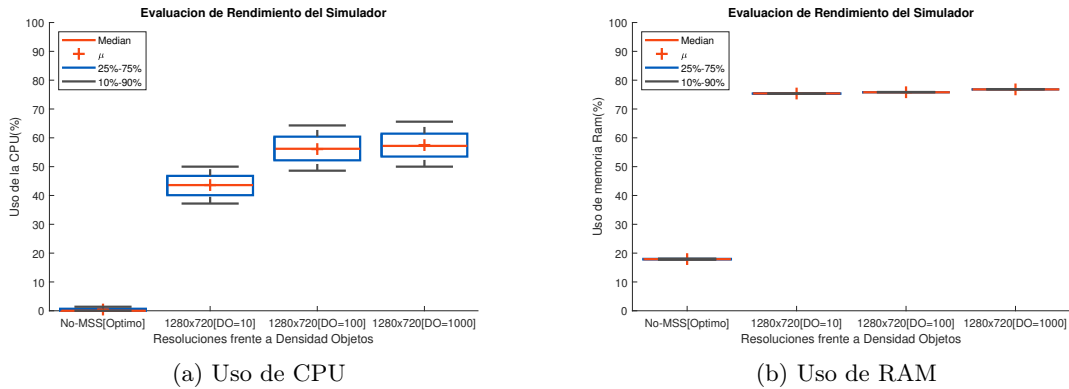 Evaluacion de Rendimiento del Simulador
100
90
80
70
60
50
40
30
20
10
0
Uso de la CPU(%)
Median
μ
25%-75%
10%-90%
No-MSS[Optimo]
1280x720[DO=10]
1280x720[DO=100]
1280x720[DO=1000]
Resoluciones frente a Densidad Objetos
(a) Uso de CPU
Evaluacion de Rendimiento del Simulador
100
90
80
70
60
50
40
30
20
10
0
Uso de memoria Ram(%)
Median
μ
25%-75%
10%-90%
No-MSS[Optimo]
1280x720[DO=10]
1280x720[DO=100]
1280x720[DO=1000]
Resoluciones frente a Densidad Objetos
(b) Uso de RAM